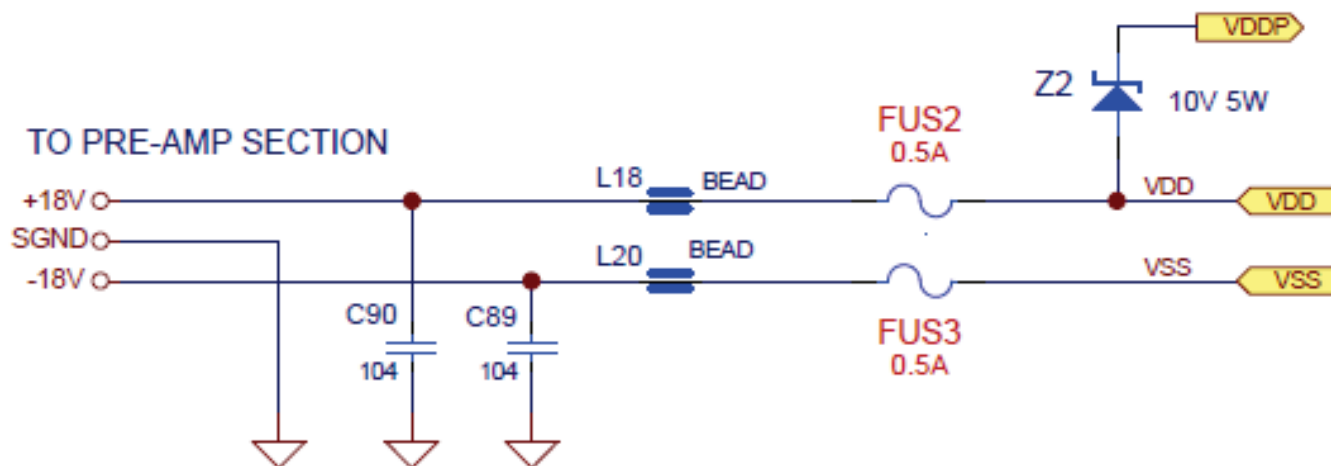 VDDP
Z2
10V 5W
FUS2
0.5A
TO PRE-AMP SECTION
L18
BEAD
VDD
VDD
+18V
SGND
L20
BEAD
VSS
VSS
-18V
C90
C89
FUS3
104
104
0.5A